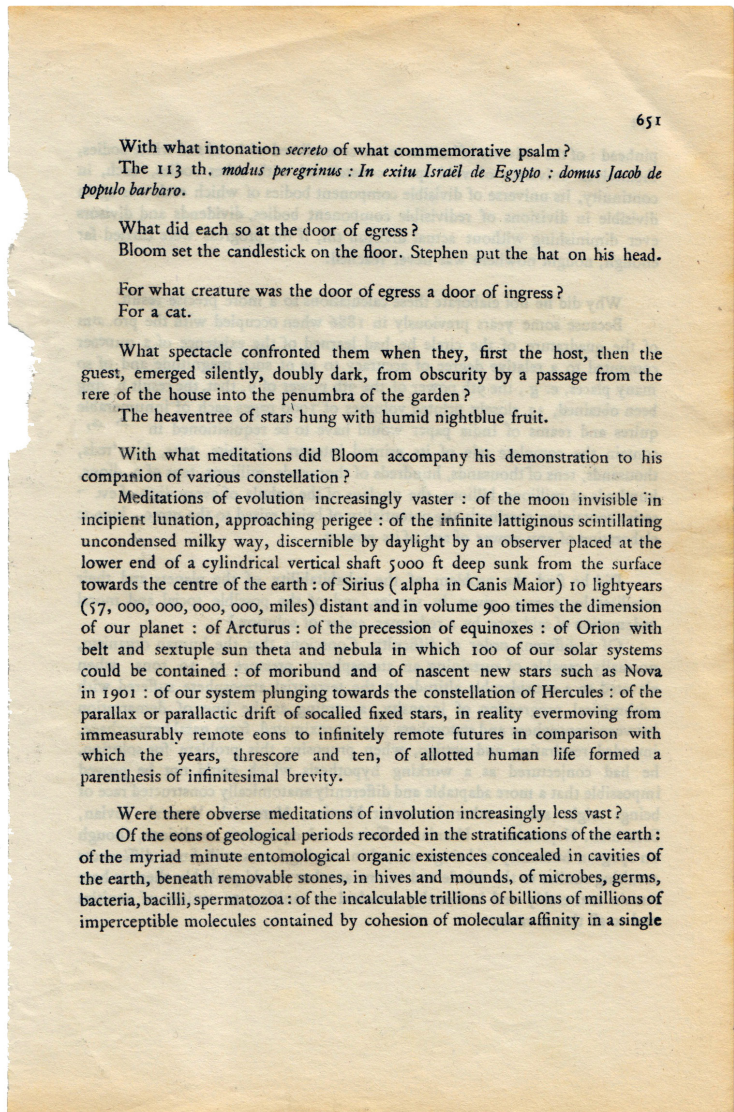 651
With what intonation secreto of what commemorative psalm ?
The 113 th. modus peregrinus : In exitu Israël de Egypto : domus Jacob de
populo barbaro.
What did each so at the door of egress ?
Bloom set the candlestick on the floor. Stephen put the hat on his head.
For what creature was the door of egress a door of ingress ?
For a cat.
What spectacle confronted them when they, first the host, then the
guest, emerged silently, doubly dark, from obscurity by a passage from the
rere of the house into the penumbra of the garden ?
The heaventree of stars hung with humid nightblue fruit.
With what meditations did Bloom accompany his demonstration to his
companion of various constellation ?
Meditations of evolution increasingly vaster : of the moon invisible in
incipient lunation, approaching perigee : of the infinite lattiginous scintillating
uncondensed milky way, discernible by daylight by an observer placed at the
lower end of a cylindrical vertical shaft 5000 ft deep sunk from the surface
towards the centre of the earth : of Sirius ( alpha in Canis Maior) 10 lightyears
(57, 000, 000, 000, 000, miles) distant and in volume 900 times the dimension
of our planet : of Arcturus : of the precession of equinoxes : of Orion with
belt and sextuple sun theta and nebula in which 100 of our solar systems
could be contained : of moribund and of nascent new stars such as Nova
in 1901 : of our system plunging towards the constellation of Hercules : of the
parallax or parallactic drift of socalled fixed stars, in reality evermoving from
immeasurably remote eons to infinitely remote futures in comparison with
which the years, threscore and ten, of allotted human life formed a
parenthesis of infinitesimal brevity.
Were there obverse meditations of involution increasingly less vast ?
Of the eons of geological periods recorded in the stratifications of the earth :
of the myriad minute entomological organic existences concealed in cavities of
the earth, beneath removable stones, in hives and mounds, of microbes, germs,
bacteria, bacilli, spermatozoa : of the incalculable trillions of billions of millions of
imperceptible molecules contained by cohesion of molecular affinity in a single